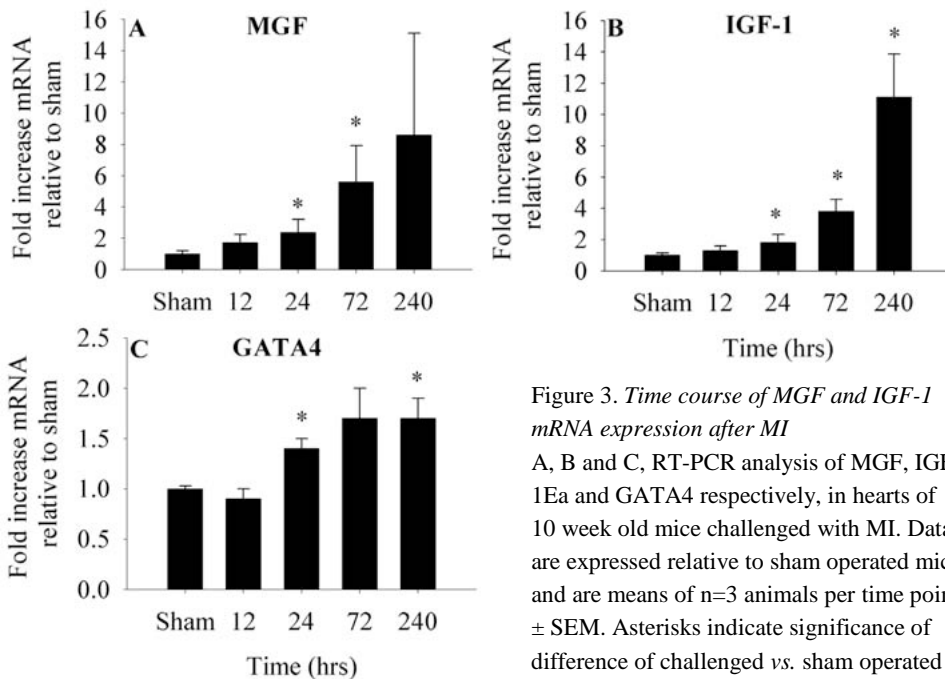 A MGF
Fold increase mRNA
relative to sham
16
14
12
10
8
6
4
2
0
*
*
Sham 12 24 72 240
B IGF-1
Fold increase mRNA
relative to sham
16
14
12
10
8
6
4
2
0
*
*
*
Sham 12 24 72 240
Time (hrs)
C GATA4
Fold increase mRNA
relative to sham
2.5
2.0
1.5
1.0
0.5
0.0
*
*
Sham 12 24 72 240
Time (hrs)
Figure 3. Time course of MGF and IGF-1
mRNA expression after MI
A, B and C, RT-PCR analysis of MGF, IGF
1Ea and GATA4 respectively, in hearts of
10 week old mice challenged with MI. Data
are expressed relative to sham operated mic
and are means of n=3 animals per time poin
± SEM. Asterisks indicate significance of
difference of challenged vs. sham operated